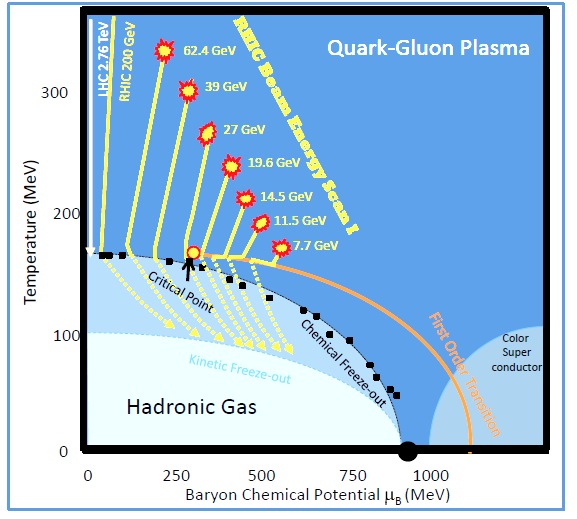 LHC 2.76 TeV
RHIC 200 GeV
62.4 GeV
39 GeV
27 GeV
19.6 GeV
14.5 GeV
11.5 GeV
7.7 GeV
RHIC Beam Energy Scan I
Quark-Gluon Plasma
Temperature (MeV)
300
200
100
0
Critical Point
Chemical Freeze-out
Kinetic Freeze-out
Hadronic Gas
First Order Transition
Color
Super
conductor
0
250
500
750
1000
Baryon Chemical Potential μB (MeV)